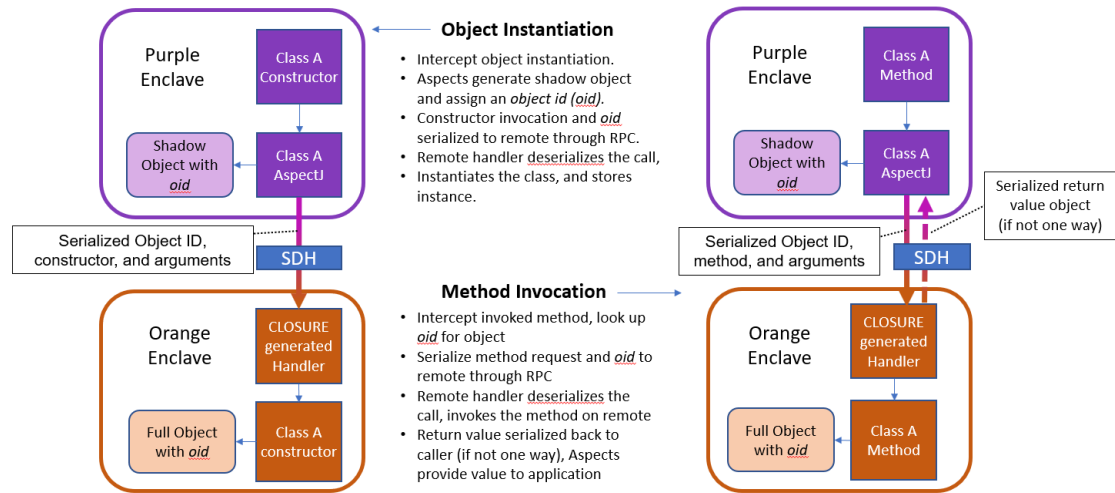 Purple
Enclave
Class A
Constructor
Shadow
Object with
oid
Class A
AspectJ
Serialized Object ID,
constructor, and arguments
SDH
Orange
Enclave
CLOSURE
generated
Handler
Full Object
with oid
Class A
constructor
Object Instantiation
• Intercept object instantiation.
• Aspects generate shadow object
and assign an object id (oid).
• Constructor invocation and oid
serialized to remote through RPC.
• Remote handler deserializes the call,
• Instantiates the class, and stores
instance.
Method Invocation
• Intercept invoked method, look up
oid for object
• Serialize method request and oid to
remote through RPC
• Remote handler deserializes the
call, invokes the method on remote
• Return value serialized back to
caller (if not one way), Aspects
provide value to application
Purple
Enclave
Class A
Method
Shadow
Object with
oid
Class A
AspectJ
Serialized return
value object
(if not one way)
Serialized Object ID,
method, and arguments
SDH
Orange
Enclave
CLOSURE
generated
Handler
Full Object
with oid
Class A
Method